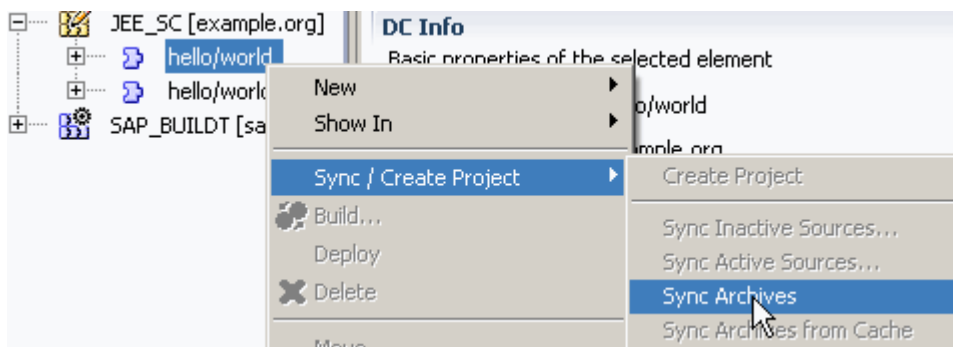 JEE_SC [example.org]
DC Info
hello/world
Basic properties of the selected element
hello/world
New
o/world
SAP_BUILDT [sa
Show In
mple.org
Sync / Create Project
Create Project
Build...
Sync Inactive Sources...
Deploy
Sync Active Sources...
Delete
Sync Archives
Sync Archives from Cache
Move